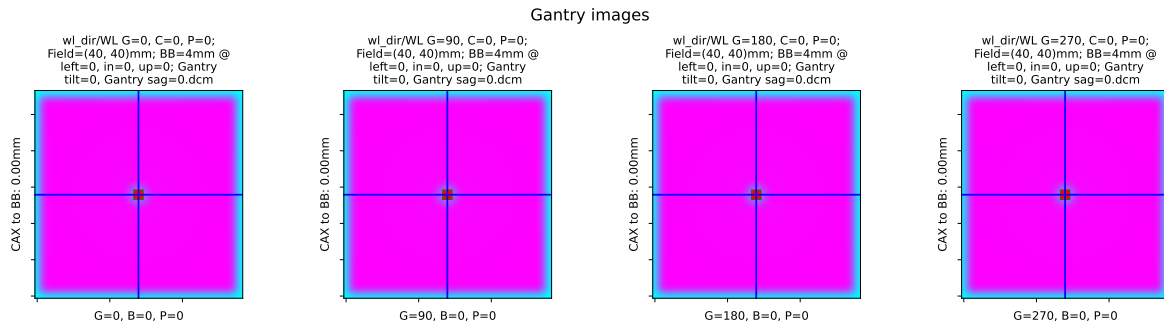 Gantry images
wl_dir/WL G=0, C=0, P=0;
Field=(40, 40)mm; BB=4mm @
left=0, in=0, up=0; Gantry
tilt=0, Gantry sag=0.dcm
CAX to BB: 0.00mm
G=0, B=0, P=0
wl_dir/WL G=90, C=0, P=0;
Field=(40, 40)mm; BB=4mm @
left=0, in=0, up=0; Gantry
tilt=0, Gantry sag=0.dcm
CAX to BB: 0.00mm
G=90, B=0, P=0
wl_dir/WL G=180, C=0, P=0;
Field=(40, 40)mm; BB=4mm @
left=0, in=0, up=0; Gantry
tilt=0, Gantry sag=0.dcm
CAX to BB: 0.00mm
G=180, B=0, P=0
wl_dir/WL G=270, C=0, P=0;
Field=(40, 40)mm; BB=4mm @
left=0, in=0, up=0; Gantry
tilt=0, Gantry sag=0.dcm
CAX to BB: 0.00mm
G=270, B=0, P=0